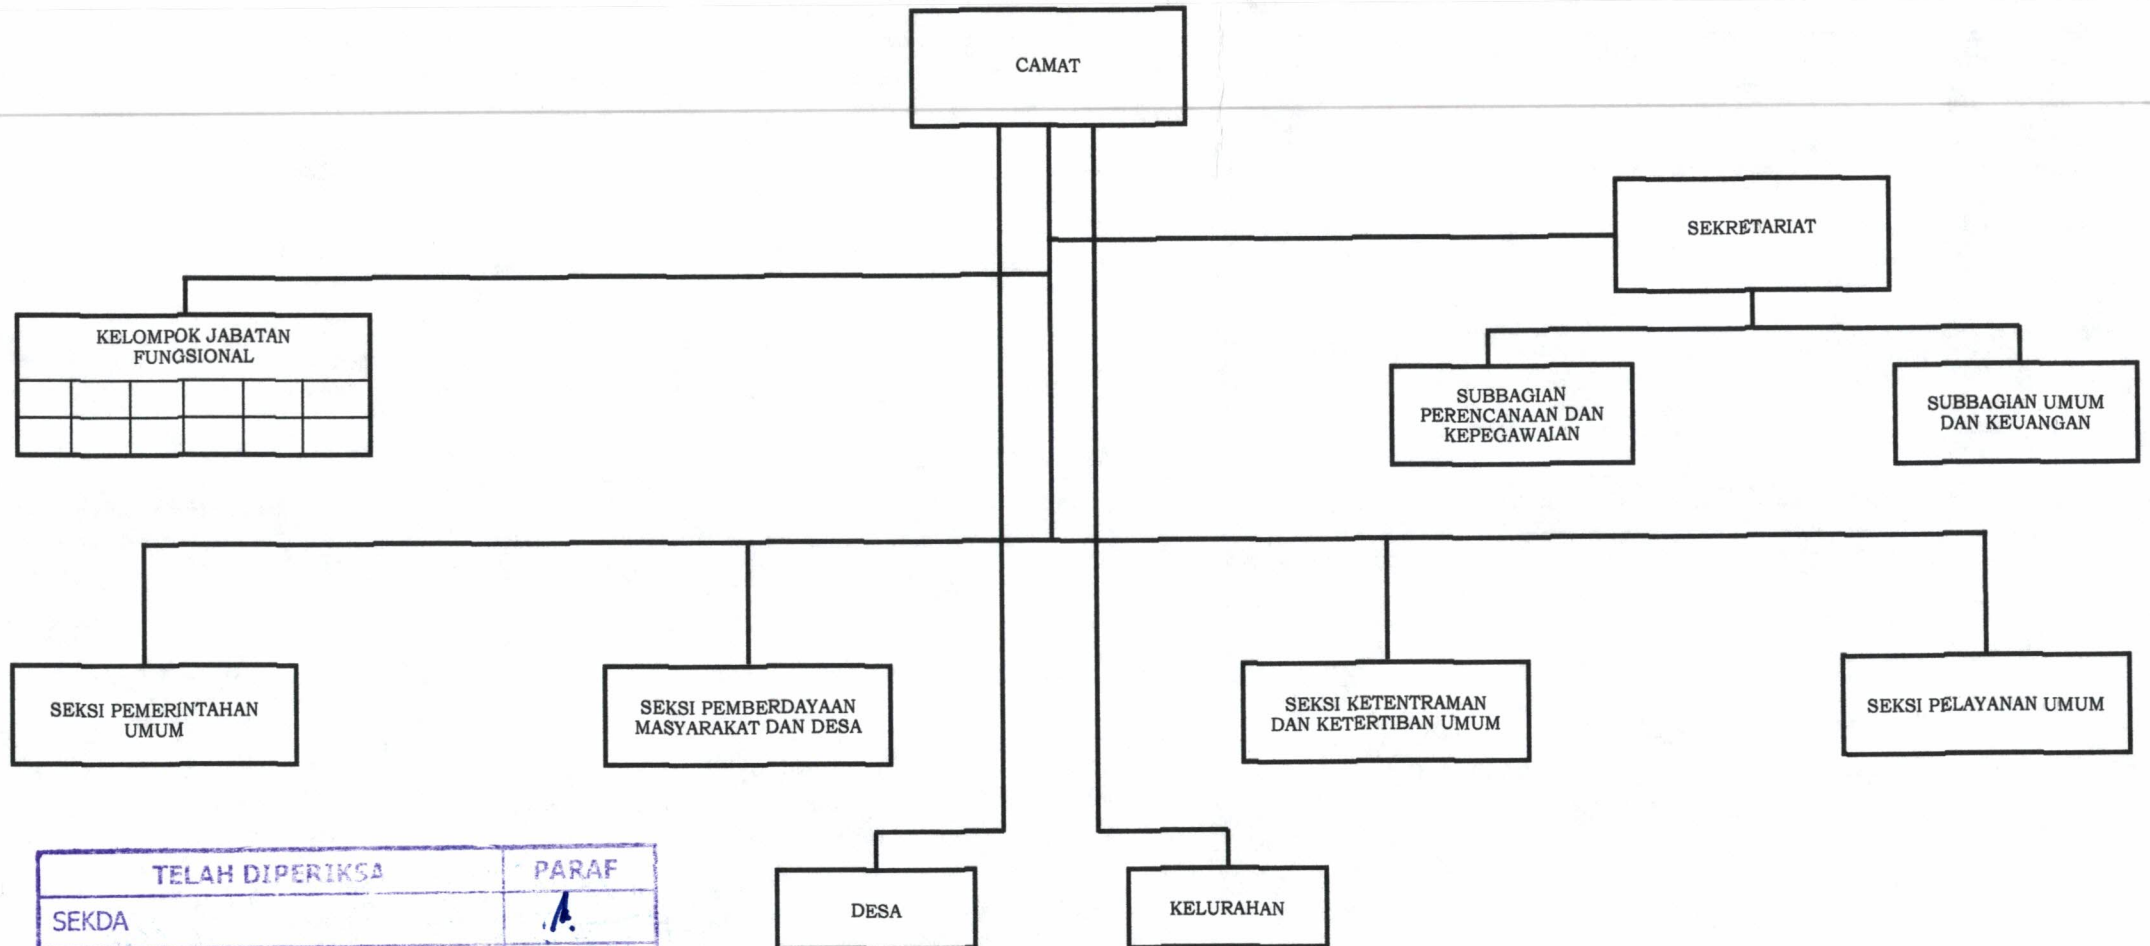 CAMAT
SEKRETARIAT
KELOMPOK JABATAN
FUNGSIONAL
SUBBAGIAN
PERENCANAAN DAN
KEPEGAWAIAN
SUBBAGIAN UMUM
DAN KEUANGAN
SEKSI PEMERINTAHAN
UMUM
SEKSI PEMBERDAYAAN
MASYARAKAT DAN DESA
SEKSI KETENTRAMAN
DAN KETERTIBAN UMUM
SEKSI PELAYANAN UMUM
TELAH DIPERIKSA
PARAF
SEKDA
DESA
KELURAHAN